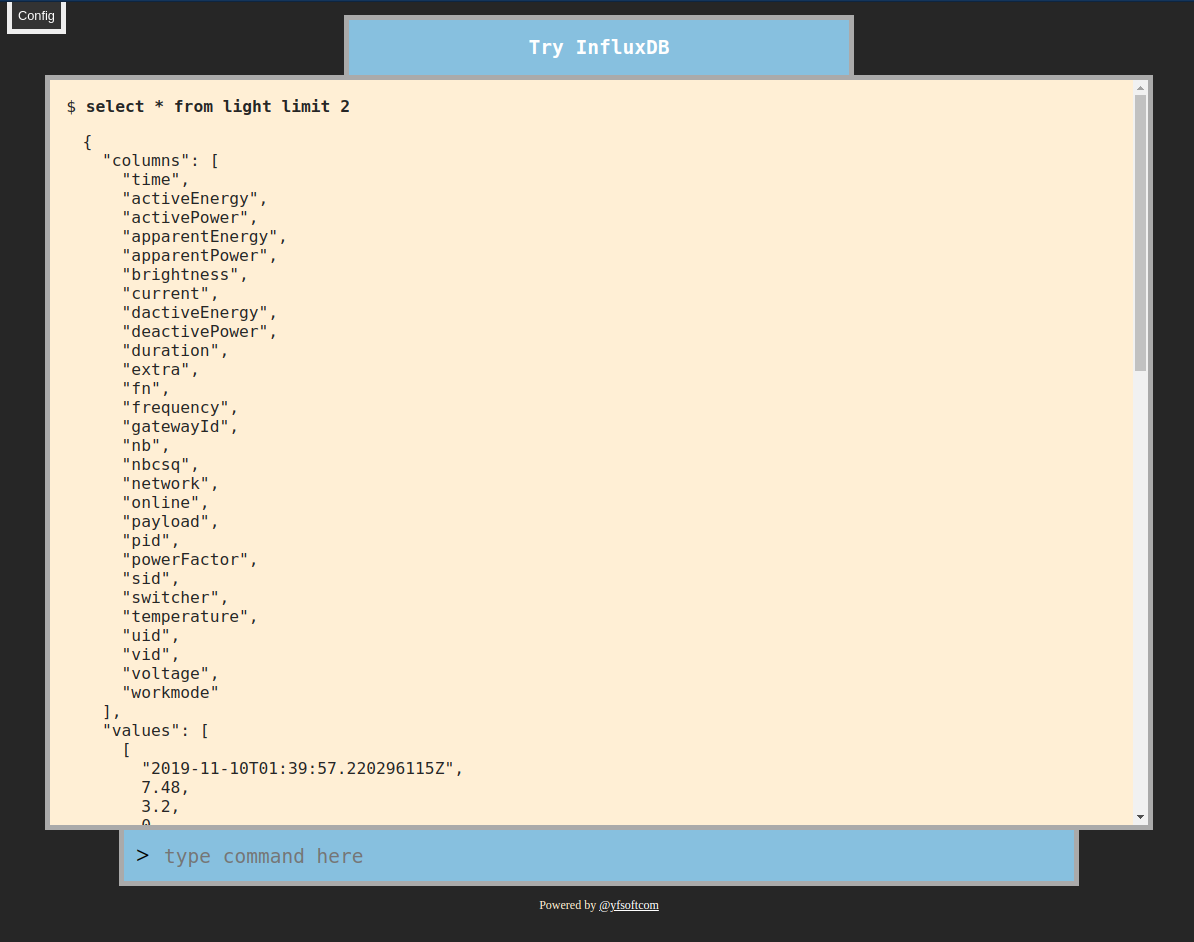 Config
Try InfluxDB
$ select * from light limit 2
{
"columns": [
"time",
"activeEnergy",
"activePower",
"apparentEnergy",
"apparentPower",
"brightness",
"current",
"dactiveEnergy",
"deactivePower",
"duration",
"extra",
"fn",
"frequency",
"gatewayId",
"nb",
"nbcsq",
"network",
"online",
"payload",
"pid",
"powerFactor",
"sid",
"switcher",
"temperature",
"uid",
"vid",
"voltage",
"workmode"
],
"values": [
[
"2019-11-10T01:39:57.220296115Z",
7.48,
3.2,
> type command here
Powered by @yfsoftcom